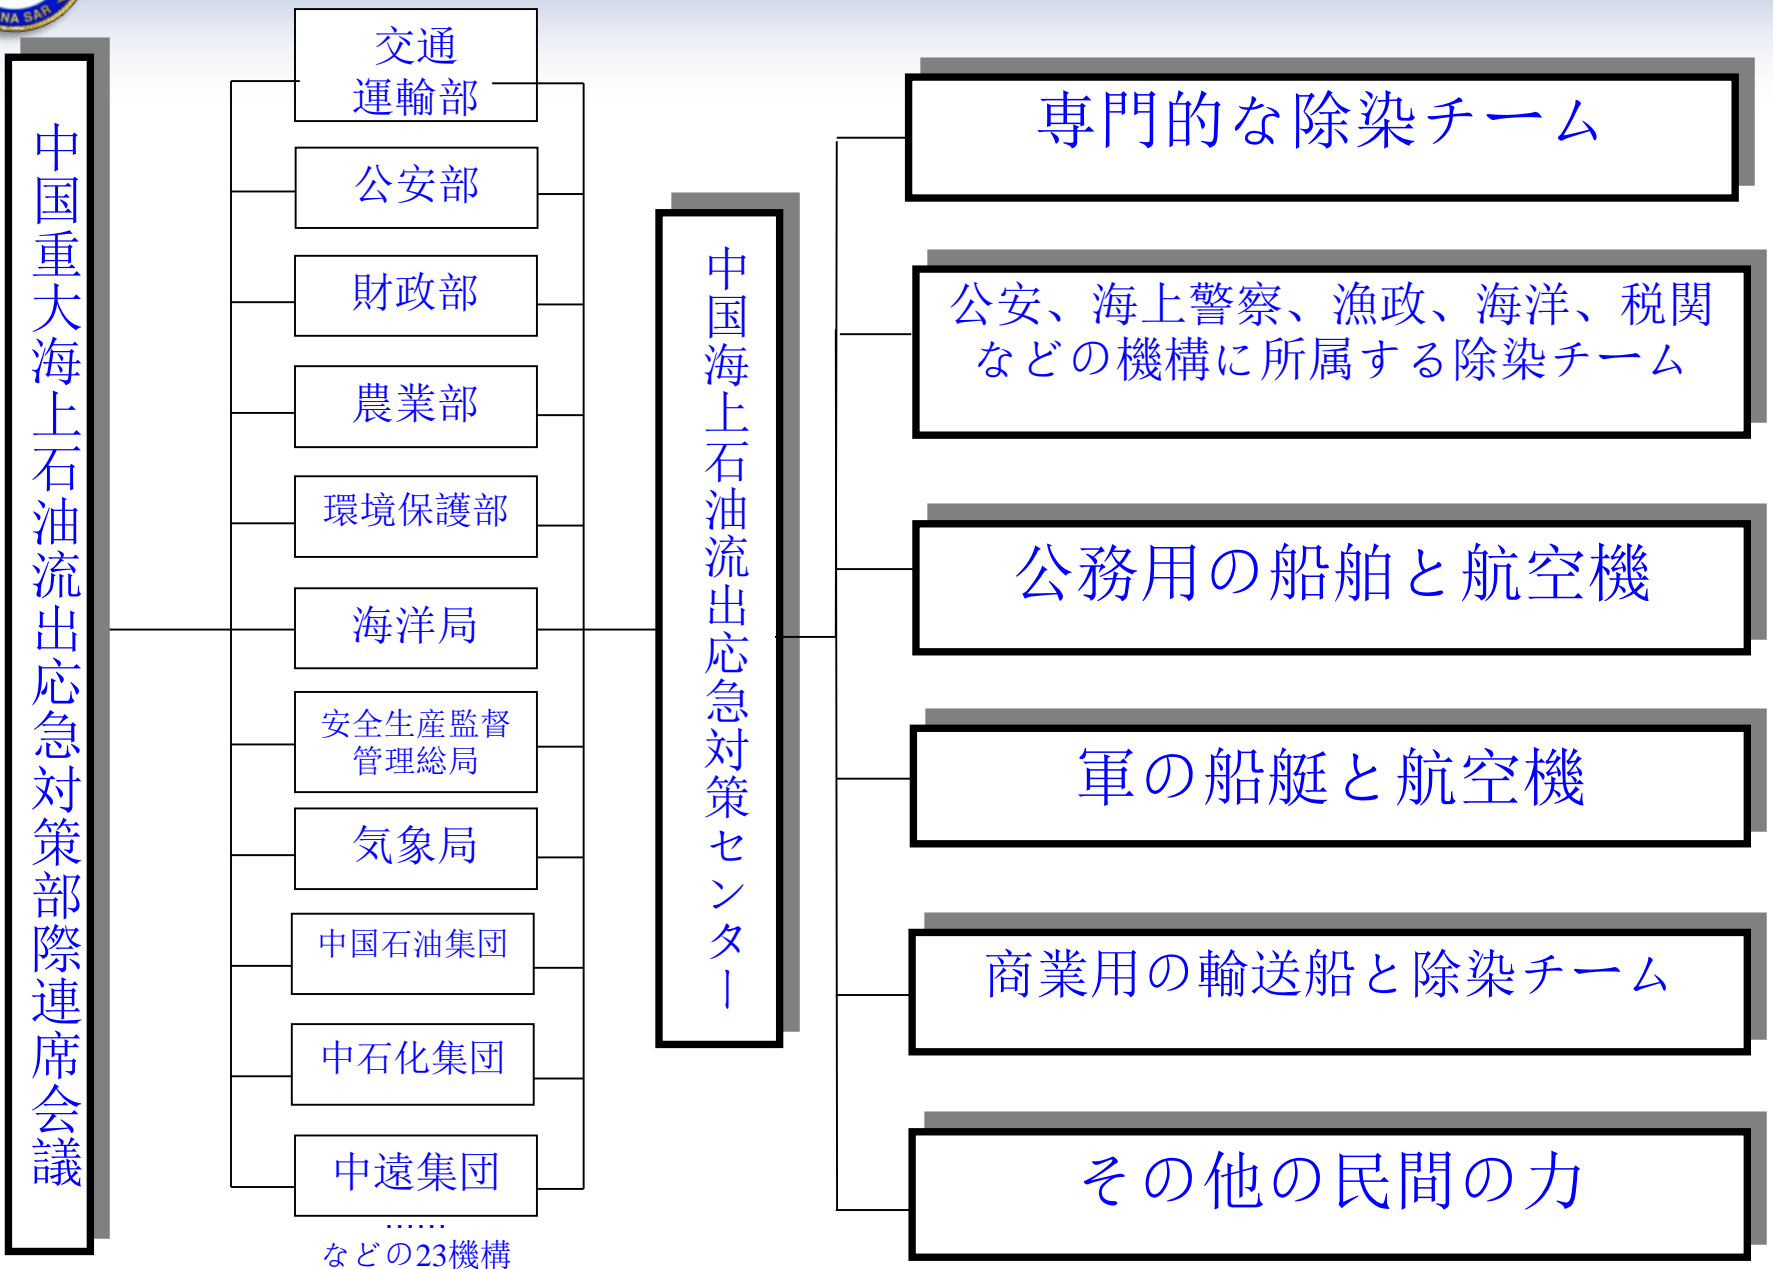 NA SAR
中国重大海上石油流出応急対策部際連席会議
交通
運輸部
公安部
財政部
農業部
環境保護部
海洋局
安全生産監督
管理総局
気象局
中国石油集団
中石化集団
中遠集団
……
などの23機構
中国海上石油流出応急対策センター
専門的な除染チーム
公安、海上警察、漁政、海洋、税関
などの機構に所属する除染チーム
公務用の船舶と航空機
軍の船艇と航空機
商業用の輸送船と除染チーム
その他の民間の力